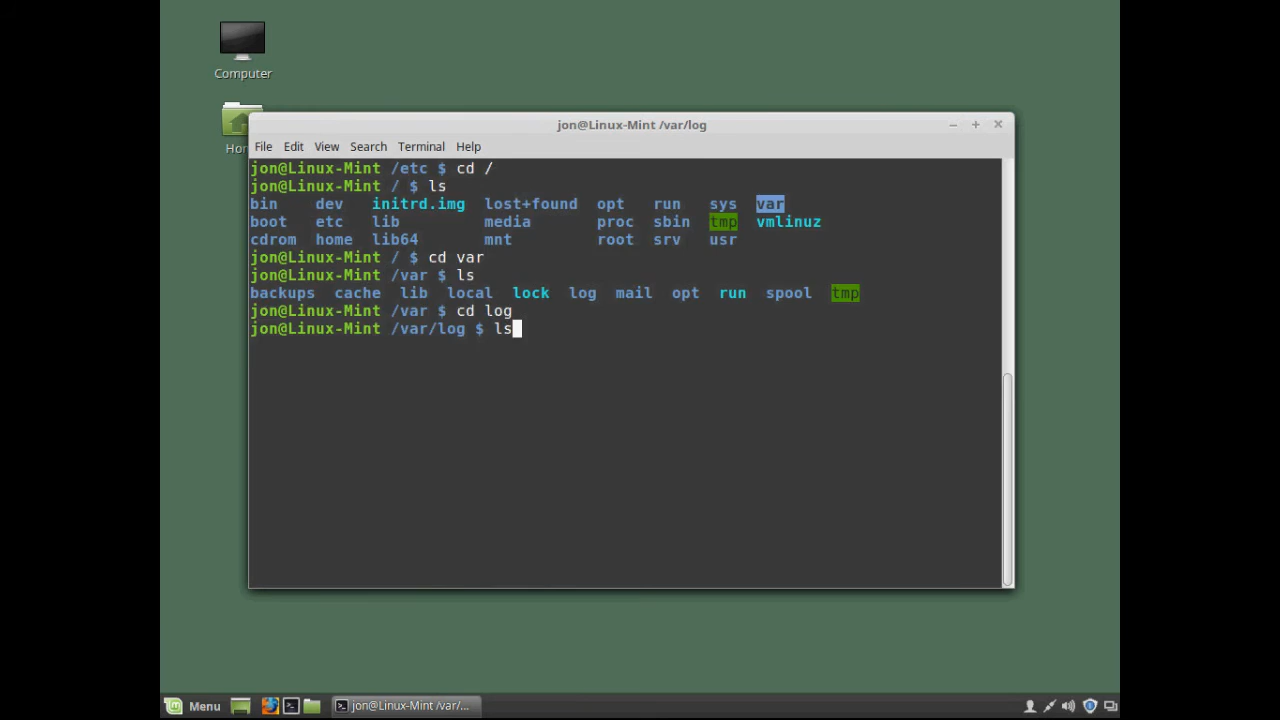 Computer
Hom
jon@Linux-Mint /var/log
File Edit View Search Terminal Help
jon@Linux-Mint /etc $ cd /
jon@Linux-Mint / $ ls
bin dev initrd.img lost+found opt run sys var
boot etc lib media proc sbin tmp vmlinuz
cdrom home lib64 mnt root srv usr
jon@Linux-Mint / $ cd var
jon@Linux-Mint /var $ ls
backups cache lib local lock log mail opt run spool tmp
jon@Linux-Mint /var $ cd log
jon@Linux-Mint /var/log $ ls
Menu jon@Linux-Mint /var/...